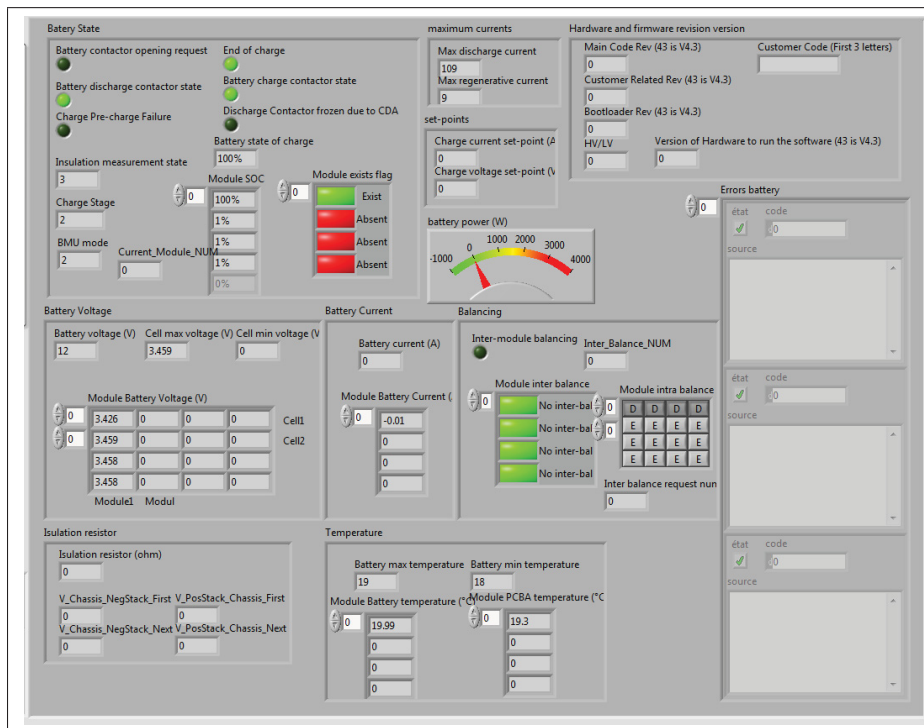 Batery State
Battery contactor opening request
End of charge
Battery discharge contactor state
Battery charge contactor state
Charge Pre-charge Failure
Discharge Contactor frozen due to CDA
Battery state of charge
100%
Insulation measurement state
3
Module SOC
0
100%
1%
1%
1%
0%
Module exists flag
0
Exist
Absent
Absent
Absent
Charge Stage
2
BMU mode
2
Current_Module_NUM
0
maximum currents
Max discharge current
109
Max regenerative current
9
set-points
Charge current set-point (A
0
Charge voltage set-point (V
0
battery power (W)
-1000 0 1000 2000 3000 4000
Hardware and firmware revision version
Main Code Rev (43 is V4.3)
0
Customer Code (First 3 letters)
Customer Related Rev (43 is V4.3)
0
Bootloader Rev (43 is V4.3)
0
HV/LV
0
Version of Hardware to run the software (43 is V4.3)
0
Errors battery
0
état code
0
source
état code
0
source
état code
0
source
Battery Voltage
Battery voltage (V) Cell max voltage (V) Cell min voltage (V
12 3.459 0
Module Battery Voltage (V)
0
0
3.426 0 0 0 Cell1
3.459 0 0 0 Cell2
3.458 0 0 0
3.458 0 0 0
Module1 Modul
Battery Current
Battery current (A)
0
Module Battery Current (
0
-0.01
0
0
0
Balancing
Inter-module balancing
Inter_Balance_NUM
0
Module inter balance
0
No inter-bal
No inter-bal
No inter-bal
No inter-bal
Module intra balance
0
0
D D D D
E E E E
E E E E
E E E E
Inter balance request nun
0
Isulation resistor
Isulation resistor (ohm)
0
V_Chassis_NegStack_First V_PosStack_Chassis_First
0 0
V_Chassis_NegStack_Next V_PosStack_Chassis_Next
0 0
Temperature
Battery max temperature Battery min temperature
19 18
Module Battery temperature (°C)
0
19.99
0
0
0
Module PCBA temperature (°C
0
19.3
0
0
0